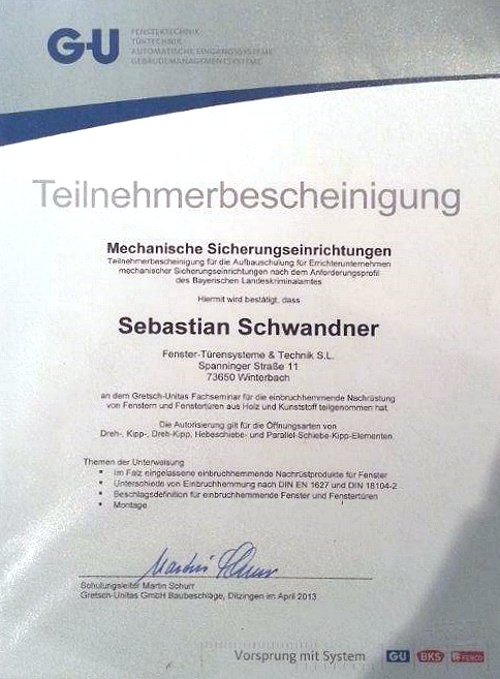 G-U
FENSTERTECHNIK
TÜRTECHNIK
AUTOMATISCHE EINGANGSSYSTEME
GEBÄUDEMANAGEMENTSYSTEME
Teilnehmerbescheinigung
Mechanische Sicherungseinrichtungen
Teilnehmerbescheinigung für die Aufbauschulung für Errichterunternehmen
mechanischer Sicherungseinrichtungen nach dem Anforderungsprofil
des Bayerischen Landeskriminalamtes
Hiermit wird bestätigt, dass
Sebastian Schwandner
Fenster-Türensysteme & Technik S.L.
Spanninger Straße 11
73650 Winterbach
an dem Gretsch-Unitas Fachseminar für die einbruchhemmende Nachrüstung
von Fenstern und Fenstertüren aus Holz und Kunststoff teilgenommen hat.
Die Autorisierung gilt für die Öffnungsarten von
Dreh-, Kipp-, Dreh-Kipp, Hebeschiebe- und Parallel-Schiebe-Kipp-Elementen.
Themen der Unterweisung
Im Falz eingelassene einbruchhemmende Nachrüstprodukte für Fenster
Unterschiede von Einbruchhemmung nach DIN EN 1627 und DIN 18104-2
Beschlagsdefinition für einbruchhemmende Fenster und Fenstertüren
Montage
Martin Schurr
Schulungsleiter Martin Schurr
Gretsch-Unitas GmbH Baubeschläge, Ditzingen im April 2013
Vorsprung mit System G-U BKS FERCO